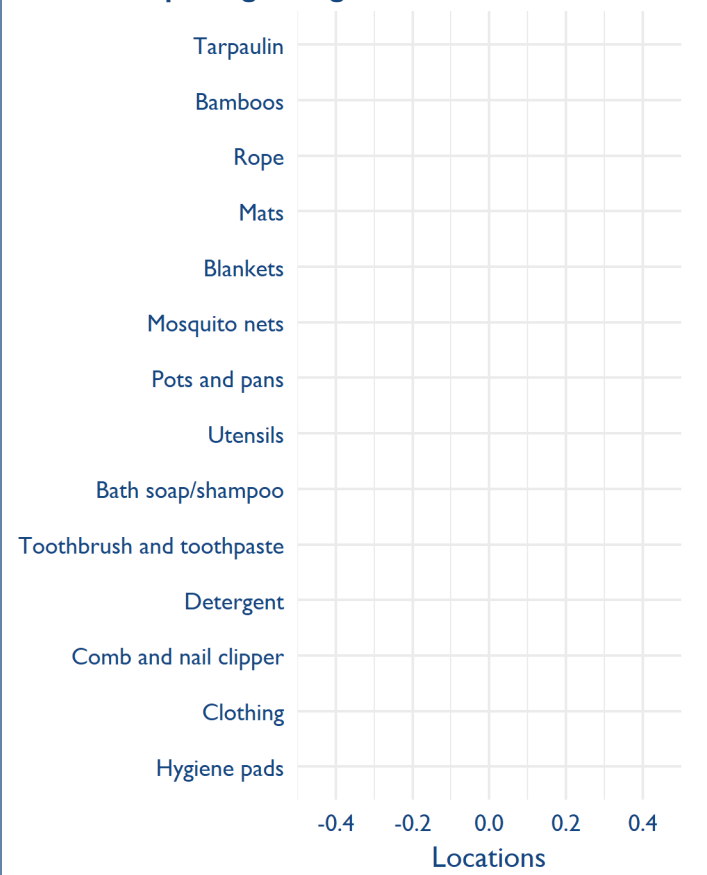 Tarpaulin
Bamboos
Rope
Mats
Blankets
Mosquito nets
Pots and pans
Utensils
Bath soap/shampoo
Toothbrush and toothpaste
Detergent
Comb and nail clipper
Clothing
Hygiene pads
-0.4 -0.2 0.0 0.2 0.4
Locations